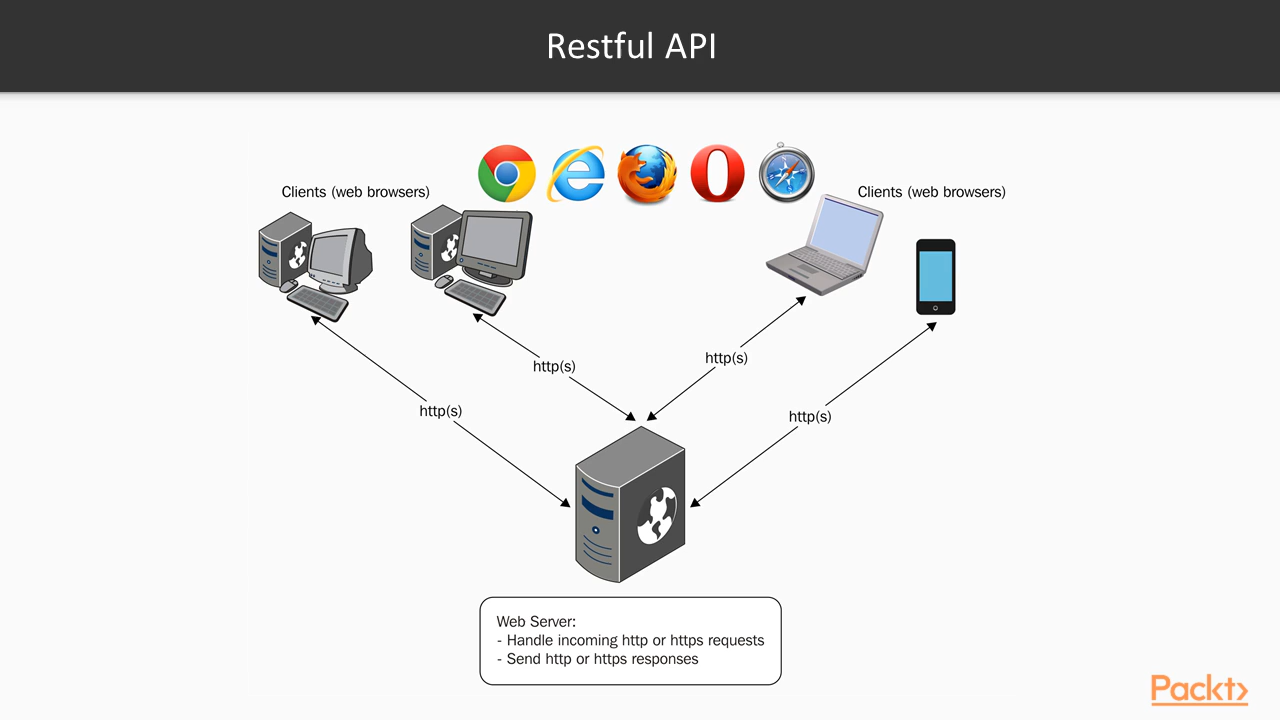 Restful API
Clients (web browsers)
Clients (web browsers)
http(s)
http(s)
http(s)
http(s)
Web Server:
- Handle incoming http or https requests
- Send http or https responses
Packt>